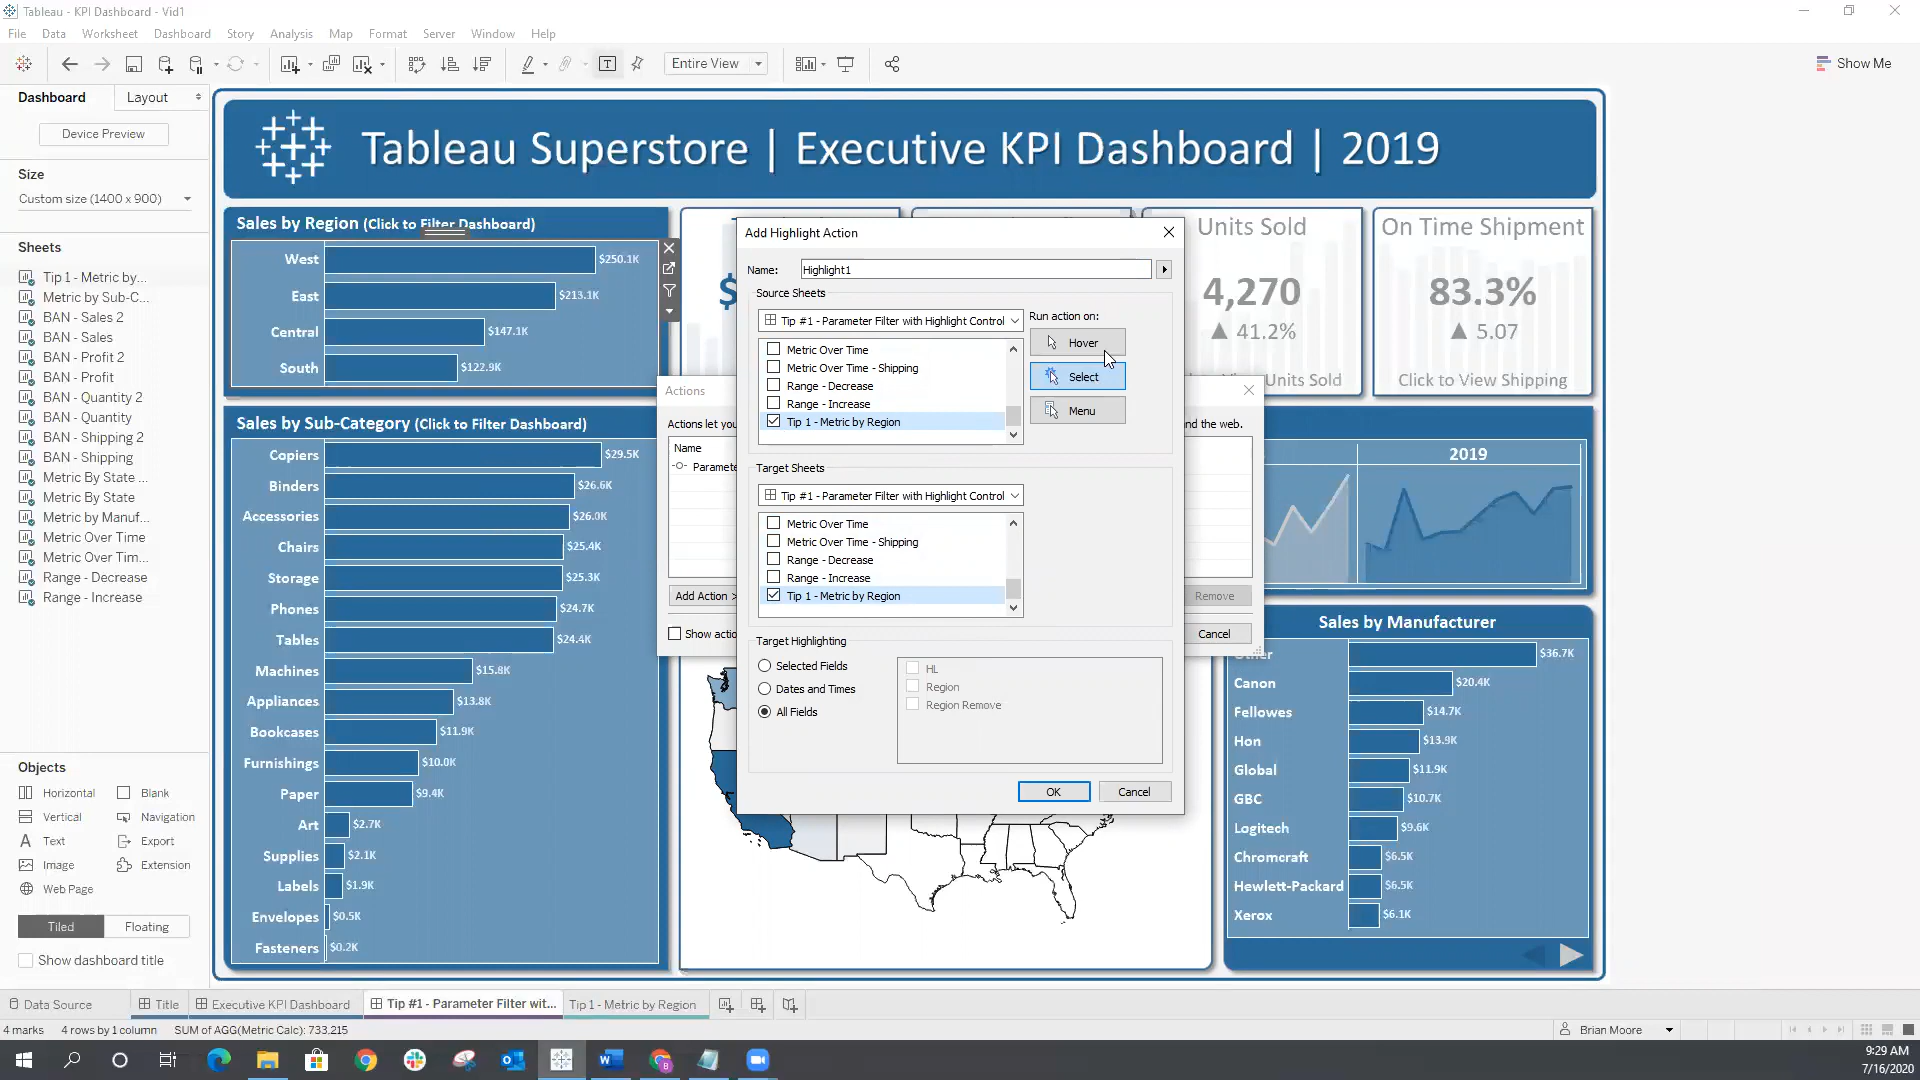 Tableau - KPI Dashboard - Vid1
File Data Worksheet Dashboard Story Analysis Map Format Server Window Help
Entire View
Show Me
Dashboard Layout
Device Preview
Size
Custom size (1400 x 900)
Sheets
Tip 1 - Metric by...
Metric by Sub-C...
BAN - Sales 2
BAN - Sales
BAN - Profit 2
BAN - Profit
BAN - Quantity 2
BAN - Quantity
BAN - Shipping 2
BAN - Shipping
Metric By State ...
Metric By State
Metric by Manuf...
Metric Over Time
Metric Over Tim...
Range - Decrease
Range - Increase
Objects
Horizontal Blank
Vertical Navigation
Text Export
Image Extension
Web Page
Tiled Floating
Show dashboard title
Tableau Superstore | Executive KPI Dashboard | 2019
Sales by Region (Click to Filter Dashboard)
West $250.1K
East $213.1K
Central $147.1K
South $122.9K
Sales by Sub-Category (Click to Filter Dashboard)
Copiers $29.5K
Binders $26.6K
Accessories $26.0K
Chairs $25.4K
Storage $25.3K
Phones $24.7K
Tables $24.4K
Machines $15.8K
Appliances $13.8K
Bookcases $11.9K
Furnishings $10.0K
Paper $9.4K
Art $2.7K
Supplies $2.1K
Labels $1.9K
Envelopes $0.5K
Fasteners $0.2K
$
Units Sold
4,270
▲ 41.2%
Units Sold
On Time Shipment
83.3%
▲ 5.07
Click to View Shipping
Actions
Actions let you
and the web.
Name
Paramete
Add Action >
Remove
Show actio
Cancel
Add Highlight Action
Name: Highlight1
Source Sheets
Tip #1 - Parameter Filter with Highlight Control
Run action on:
Metric Over Time
Metric Over Time - Shipping
Range - Decrease
Range - Increase
Tip 1 - Metric by Region
Hover
Select
Menu
Target Sheets
Tip #1 - Parameter Filter with Highlight Control
Metric Over Time
Metric Over Time - Shipping
Range - Decrease
Range - Increase
Tip 1 - Metric by Region
Target Highlighting
Selected Fields
Dates and Times
All Fields
HL
Region
Region Remove
OK Cancel
2019
Sales by Manufacturer
Other $36.7K
Canon $20.4K
Fellowes $14.7K
Hon $13.9K
Global $11.9K
GBC $10.7K
Logitech $9.6K
Chromcraft $6.5K
Hewlett-Packard $6.5K
Xerox $6.1K
Data Source Title Executive KPI Dashboard Tip #1 - Parameter Filter wit... Tip 1 - Metric by Region
4 marks 4 rows by 1 column SUM of AGG(Metric Calc): 733,215
Brian Moore
9:29 AM
7/16/2020